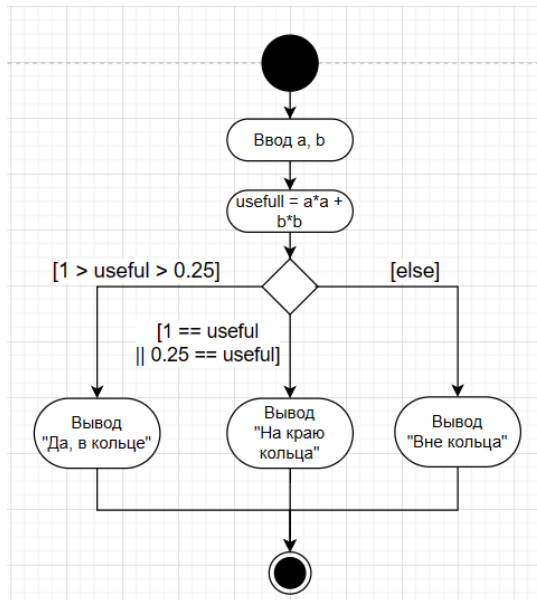 Ввод a, b
usefull = a*a +
b*b
[1 > useful > 0.25]
[else]
[1 == useful
|| 0.25 == useful]
Вывод
"Да, в кольце"
Вывод
"На краю
кольца"
Вывод
"Вне кольца"